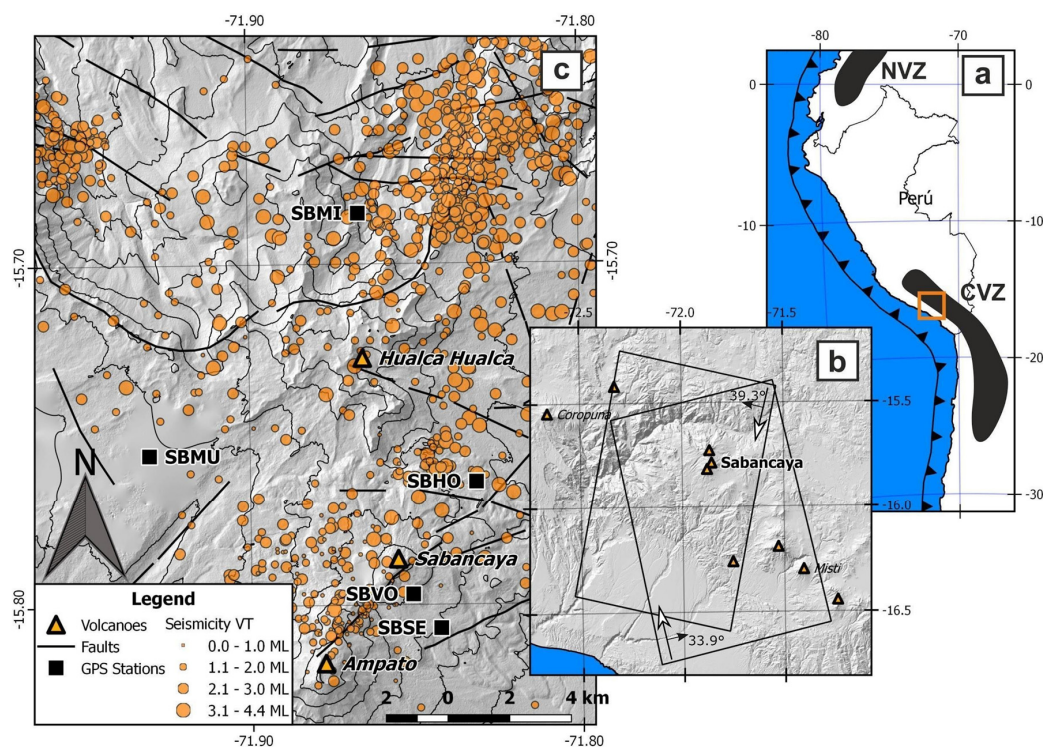 -71.90
-71.80
c
SBMI
-15.70
-15.70
Hualca Hualca
SBMU
N
SBHO
Sabancaya
SBVO
SBSE
Ampato
-15.80
Legend
Volcanoes
Faults
GPS Stations
Seismicity VT
0.0 - 1.0 ML
1.1 - 2.0 ML
2.1 - 3.0 ML
3.1 - 4.4 ML
2 0 2 4 km
-71.90
-71.80
-80
-70
a
NVZ
0
0
Perú
-10
-10
CVZ
-20
-30
-72.5
-72.0
-71.5
b
39.3°
Coropuna
-15.5
Sabancaya
-16.0
Misti
33.9°
-16.5